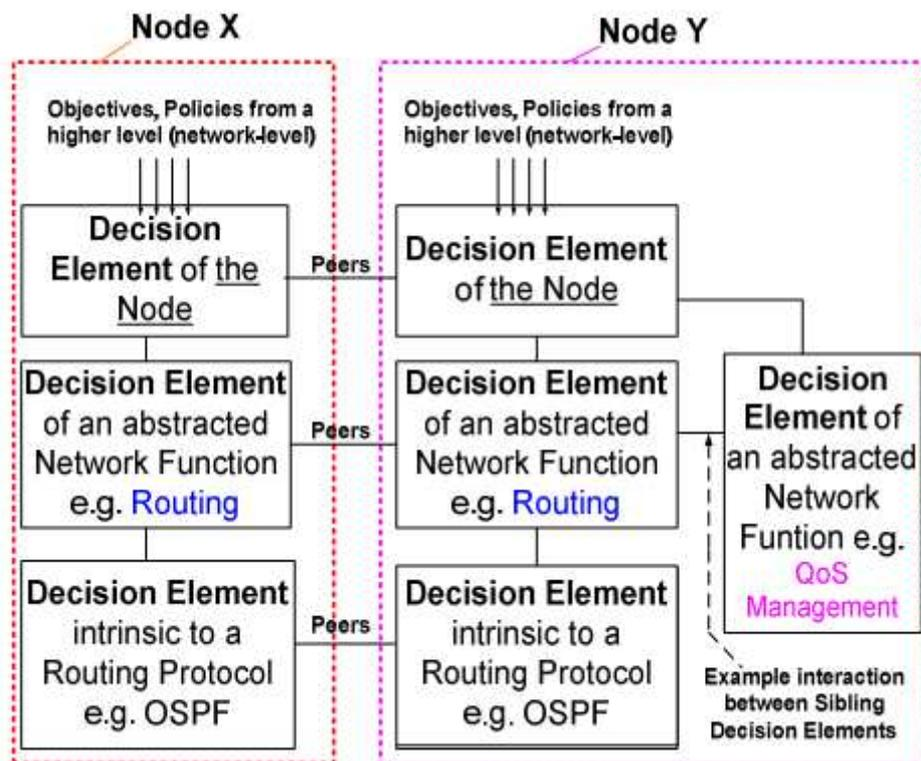 Node X
Node Y
Objectives, Policies from a
higher level (network-level)
Objectives, Policies from a
higher level (network-level)
Decision
Element of the
Node
Peers
Decision Element
of the Node
Decision Element
of an abstracted
Network Function
e.g. Routing
Peers
Decision Element
of an abstracted
Network Function
e.g. Routing
Decision
Element of
an abstracted
Network
Funtion e.g.
QoS
Management
Decision Element
intrinsic to a
Routing Protocol
e.g. OSPF
Peers
Decision Element
intrinsic to a
Routing Protocol
e.g. OSPF
Example interaction
between Sibling
Decision Elements